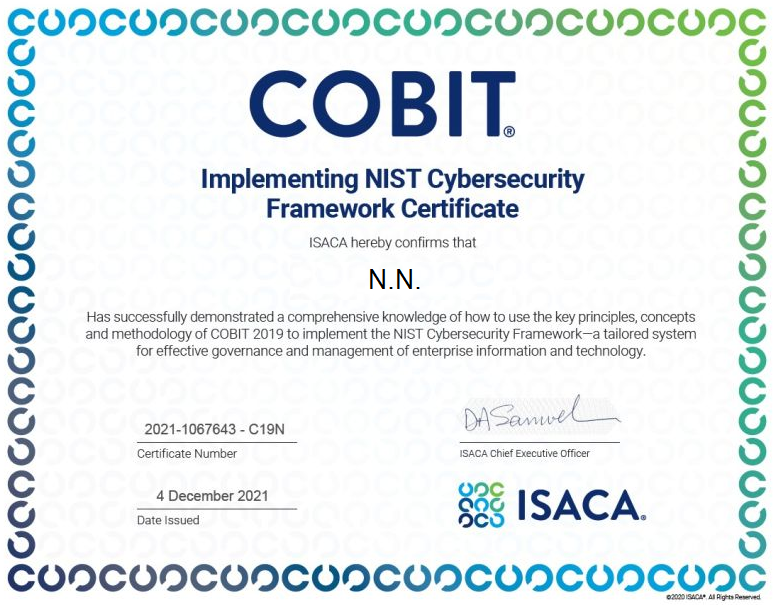 COBIT®
Implementing NIST Cybersecurity
Framework Certificate
ISACA hereby confirms that
N.N.
Has successfully demonstrated a comprehensive knowledge of how to use the key principles, concepts
and methodology of COBIT 2019 to implement the NIST Cybersecurity Framework—a tailored system
for effective governance and management of enterprise information and technology.
DASamuel
2021-1067643 - C19N
Certificate Number
ISACA Chief Executive Officer
4 December 2021
Date Issued
ISACA®
©2020 ISACA®. All Rights Reserved.